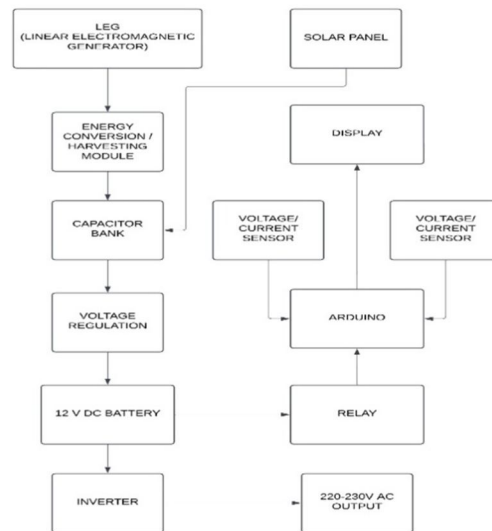 LEG
(LINEAR ELECTROMAGNETIC
GENERATOR)
SOLAR PANEL
ENERGY
CONVERSION /
HARVESTING
MODULE
DISPLAY
CAPACITOR
BANK
VOLTAGE/
CURRENT
SENSOR
VOLTAGE/
CURRENT
SENSOR
VOLTAGE
REGULATION
ARDUINO
12 V DC BATTERY
RELAY
INVERTER
220-230V AC
OUTPUT